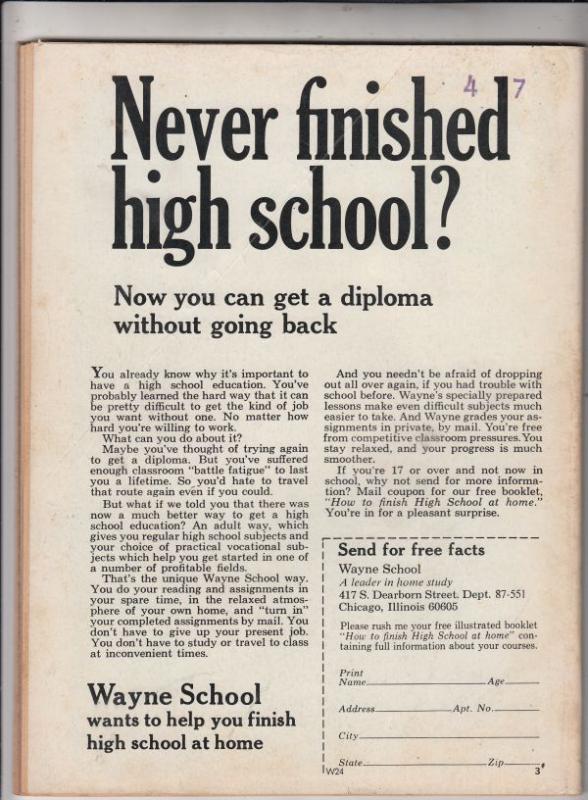 4 7
Never finished
high school?
Now you can get a diploma
without going back
You already know why it's important to
have a high school education. You've
probably learned the hard way that it can
be pretty difficult to get the kind of job
you want without one. No matter how
hard you're willing to work.
What can you do about it?
Maybe you've thought of trying again
to get a diploma. But you've suffered
enough classroom "battle fatigue" to last
you a lifetime. So you'd hate to travel
that route again even if you could.
But what if we told you that there was
now a much better way to get a high
school education? An adult way, which
gives you regular high school subjects and
your choice of practical vocational sub-
jects which help you get started in one of
a number of profitable fields.
That's the unique Wayne School way.
You do your reading and assignments in
your spare time, in the relaxed atmos-
phere of your own home, and "turn in"
your completed assignments by mail. You
don't have to give up your present job.
You don't have to study or travel to class
at inconvenient times.
Wayne School
wants to help you finish
high school at home
And you needn't be afraid of dropping
out all over again, if you had trouble with
school before. Wayne's specially prepared
lessons make even difficult subjects much
easier to take. And Wayne grades your as-
signments in private, by mail. You're free
from competitive classroom pressures. You
stay relaxed, and your progress is much
smoother.
If you're 17 or over and not now in
school, why not send for more informa-
tion? Mail coupon for our free booklet,
"How to finish High School at home."
You're in for a pleasant surprise.
Send for free facts
Wayne School
A leader in home study
417 S. Dearborn Street. Dept. 87-551
Chicago, Illinois 60605
Please rush me your free illustrated booklet
"How to finish High School at home" con-
taining full information about your courses.
Print
Name Age
Address Apt. No.
City
State Zip
W24 3